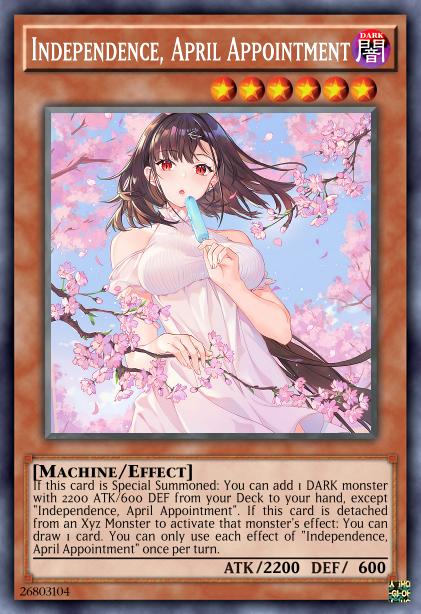 INDEPENDENCE, APRIL APPOINTMENT
DARK
闇
[MACHINE/EFFECT]
If this card is Special Summoned: You can add 1 DARK monster
with 2200 ATK/600 DEF from your Deck to your hand, except
"Independence, April Appointment". If this card is detached
from an Xyz Monster to activate that monster's effect: You can
draw 1 card. You can only use each effect of "Independence,
April Appointment" once per turn.
ATK/2200 DEF/ 600
26803104